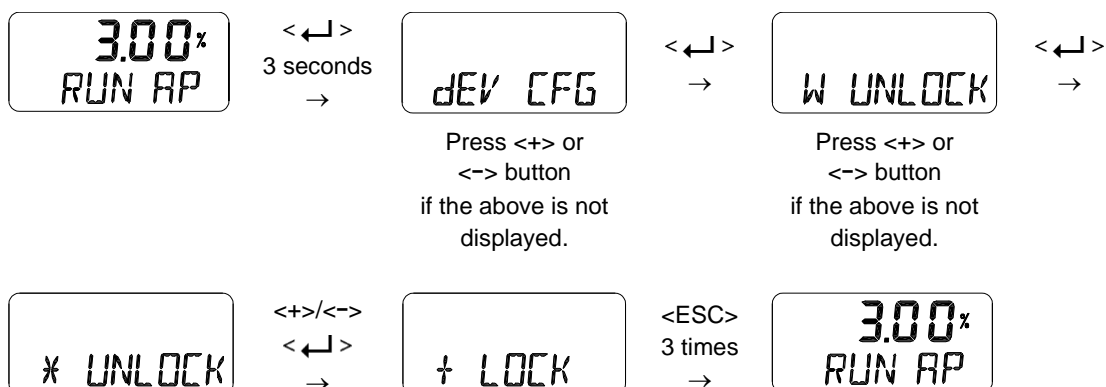 3.00%
RUN AP
< ↵ >
3 seconds
→
dEV CFG
Press <+> or
<−> button
if the above is not
displayed.
< ↵ >
→
W UNLOCK
Press <+> or
<−> button
if the above is not
displayed.
< ↵ >
→
* UNLOCK
<+>/<−>
< ↵ >
→
+ LOCK
<ESC>
3 times
→
3.00%
RUN AP